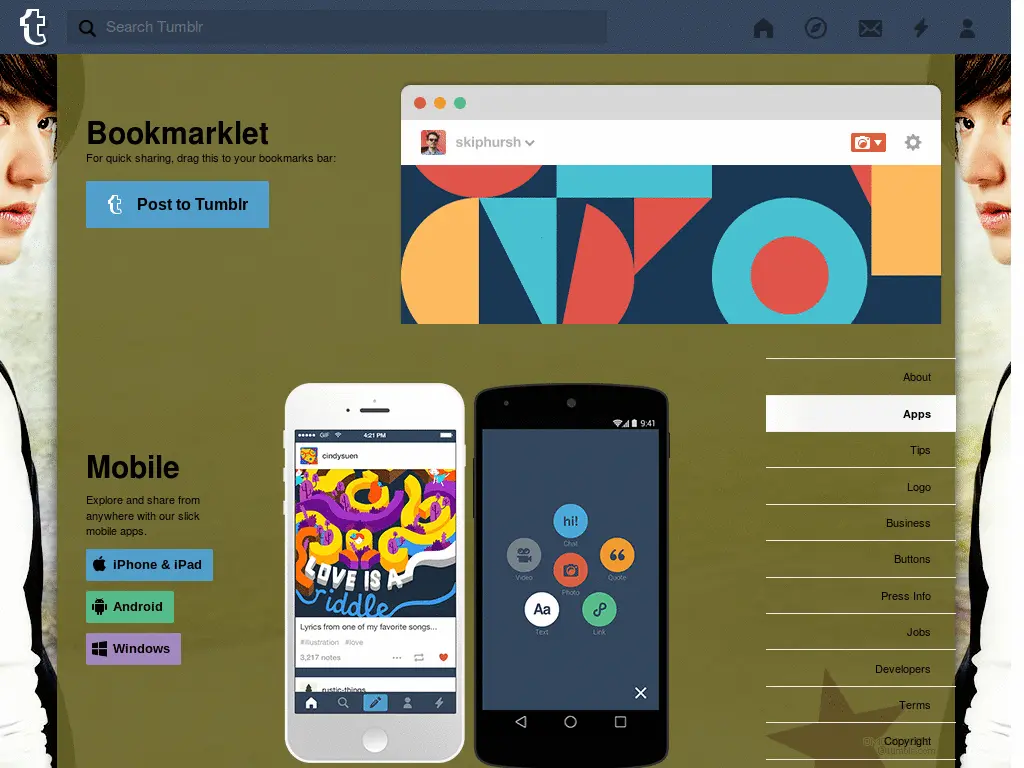 Search Tumblr
Bookmarklet
For quick sharing, drag this to your bookmarks bar:
Post to Tumblr
skiphursh
About
Apps
Tips
Logo
Business
Buttons
Press Info
Jobs
Developers
Terms
Copyright
Mobile
Explore and share from
anywhere with our slick
mobile apps.
iPhone & iPad
Android
Windows
GiF
4:21 PM
cindysuen
LOVE IS A
riddle
Lyrics from one of my favorite songs...
#illustration #love
3,217 notes
rustic-things
9:41
hi!
Chat
Video
Quote
Photo
Aa
Text
Link